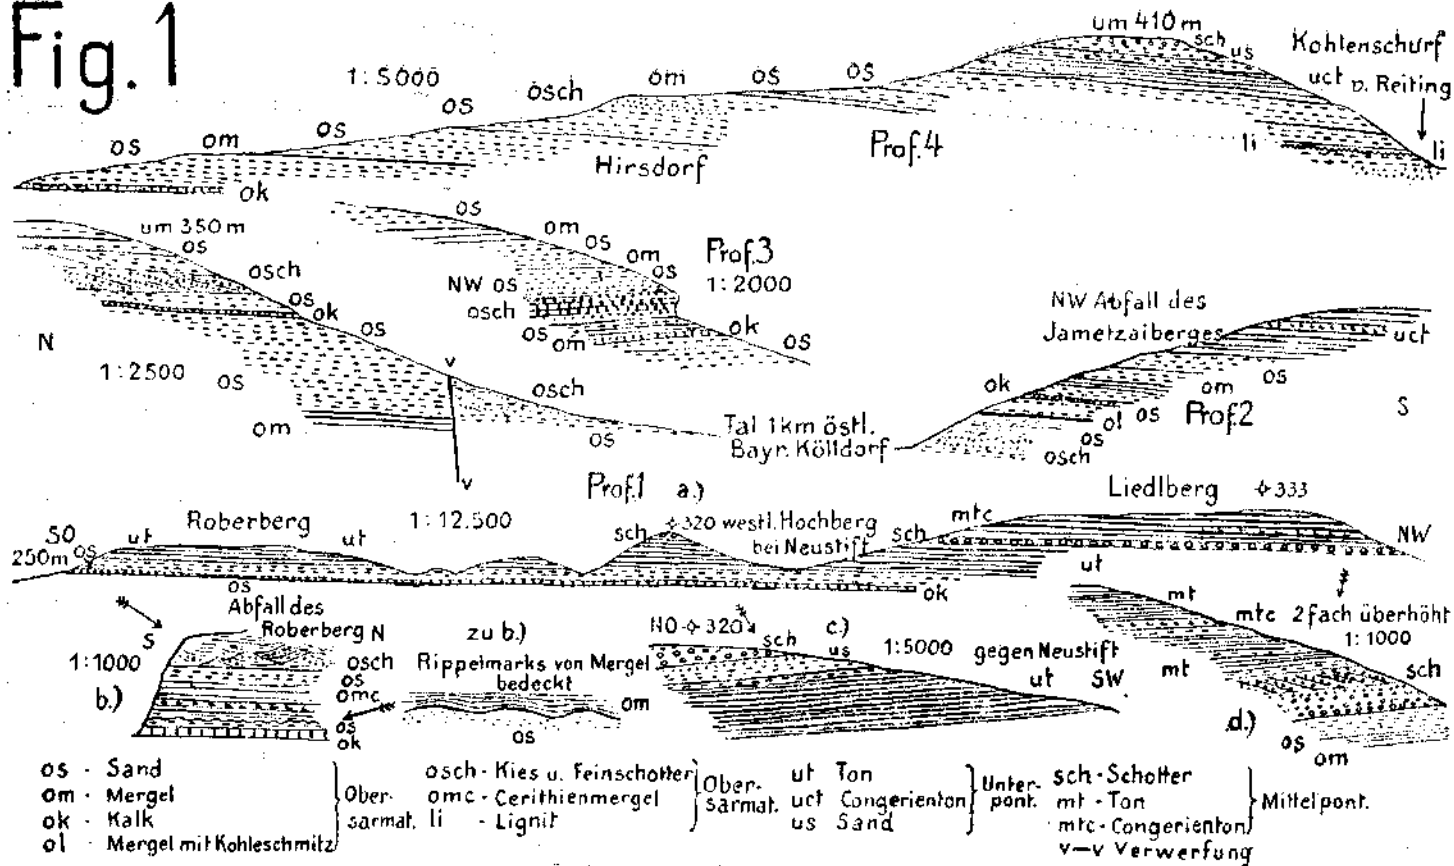 Fig. 1
1:5000
os
om
os
os
ösch
om
os
os
um 410 m
sch
us
Kohlenschurf
uct v. Reiting
li
li
Prof. 4
Hirsdorf
ok
um 350 m
os
osch
os
ok
os
N
1:2500
os
om
v
v
osch
os
Tal 1km östl.
Bayr. Kölldorf
os
om
os
om
os
Prof. 3
1:2000
NW os
osch
os
om
ok
os
NW Abfall des
Jametzaiberges
uct
ok
om
os
ol
os
os
osch
Prof. 2
S
Prof. 1 a.)
1:12.500
SO
250m
os
ut
Roberberg
ut
sch
320 westl. Hochberg
bei Neustift
sch
mtc
Liedlberg 333
NW
ut
os
ok
Abfall des
Roberberg N
S
1:1000
b.)
osch
os
omc
os
ok
zu b.)
Rippelmarks von Mergel
bedeckt
om
os
NO 320
sch
us
c.)
1:5000
gegen Neustift
ut
SW
mt
mtc
2fach überhöht
1:1000
mt
sch
d.)
os
om
os - Sand
om - Mergel
ok - Kalk
ol - Mergel mit Kohleschmitz
Ober-
sarmat.
osch - Kies u. Feinschotter
omc - Cerithienmergel
li - Lignit
Ober-
sarmat.
ut Ton
uct Congerienton
us Sand
Unter-
pont.
sch - Schotter
mt - Ton
mtc - Congerienton
v—v Verwerfung
Mittelpont.